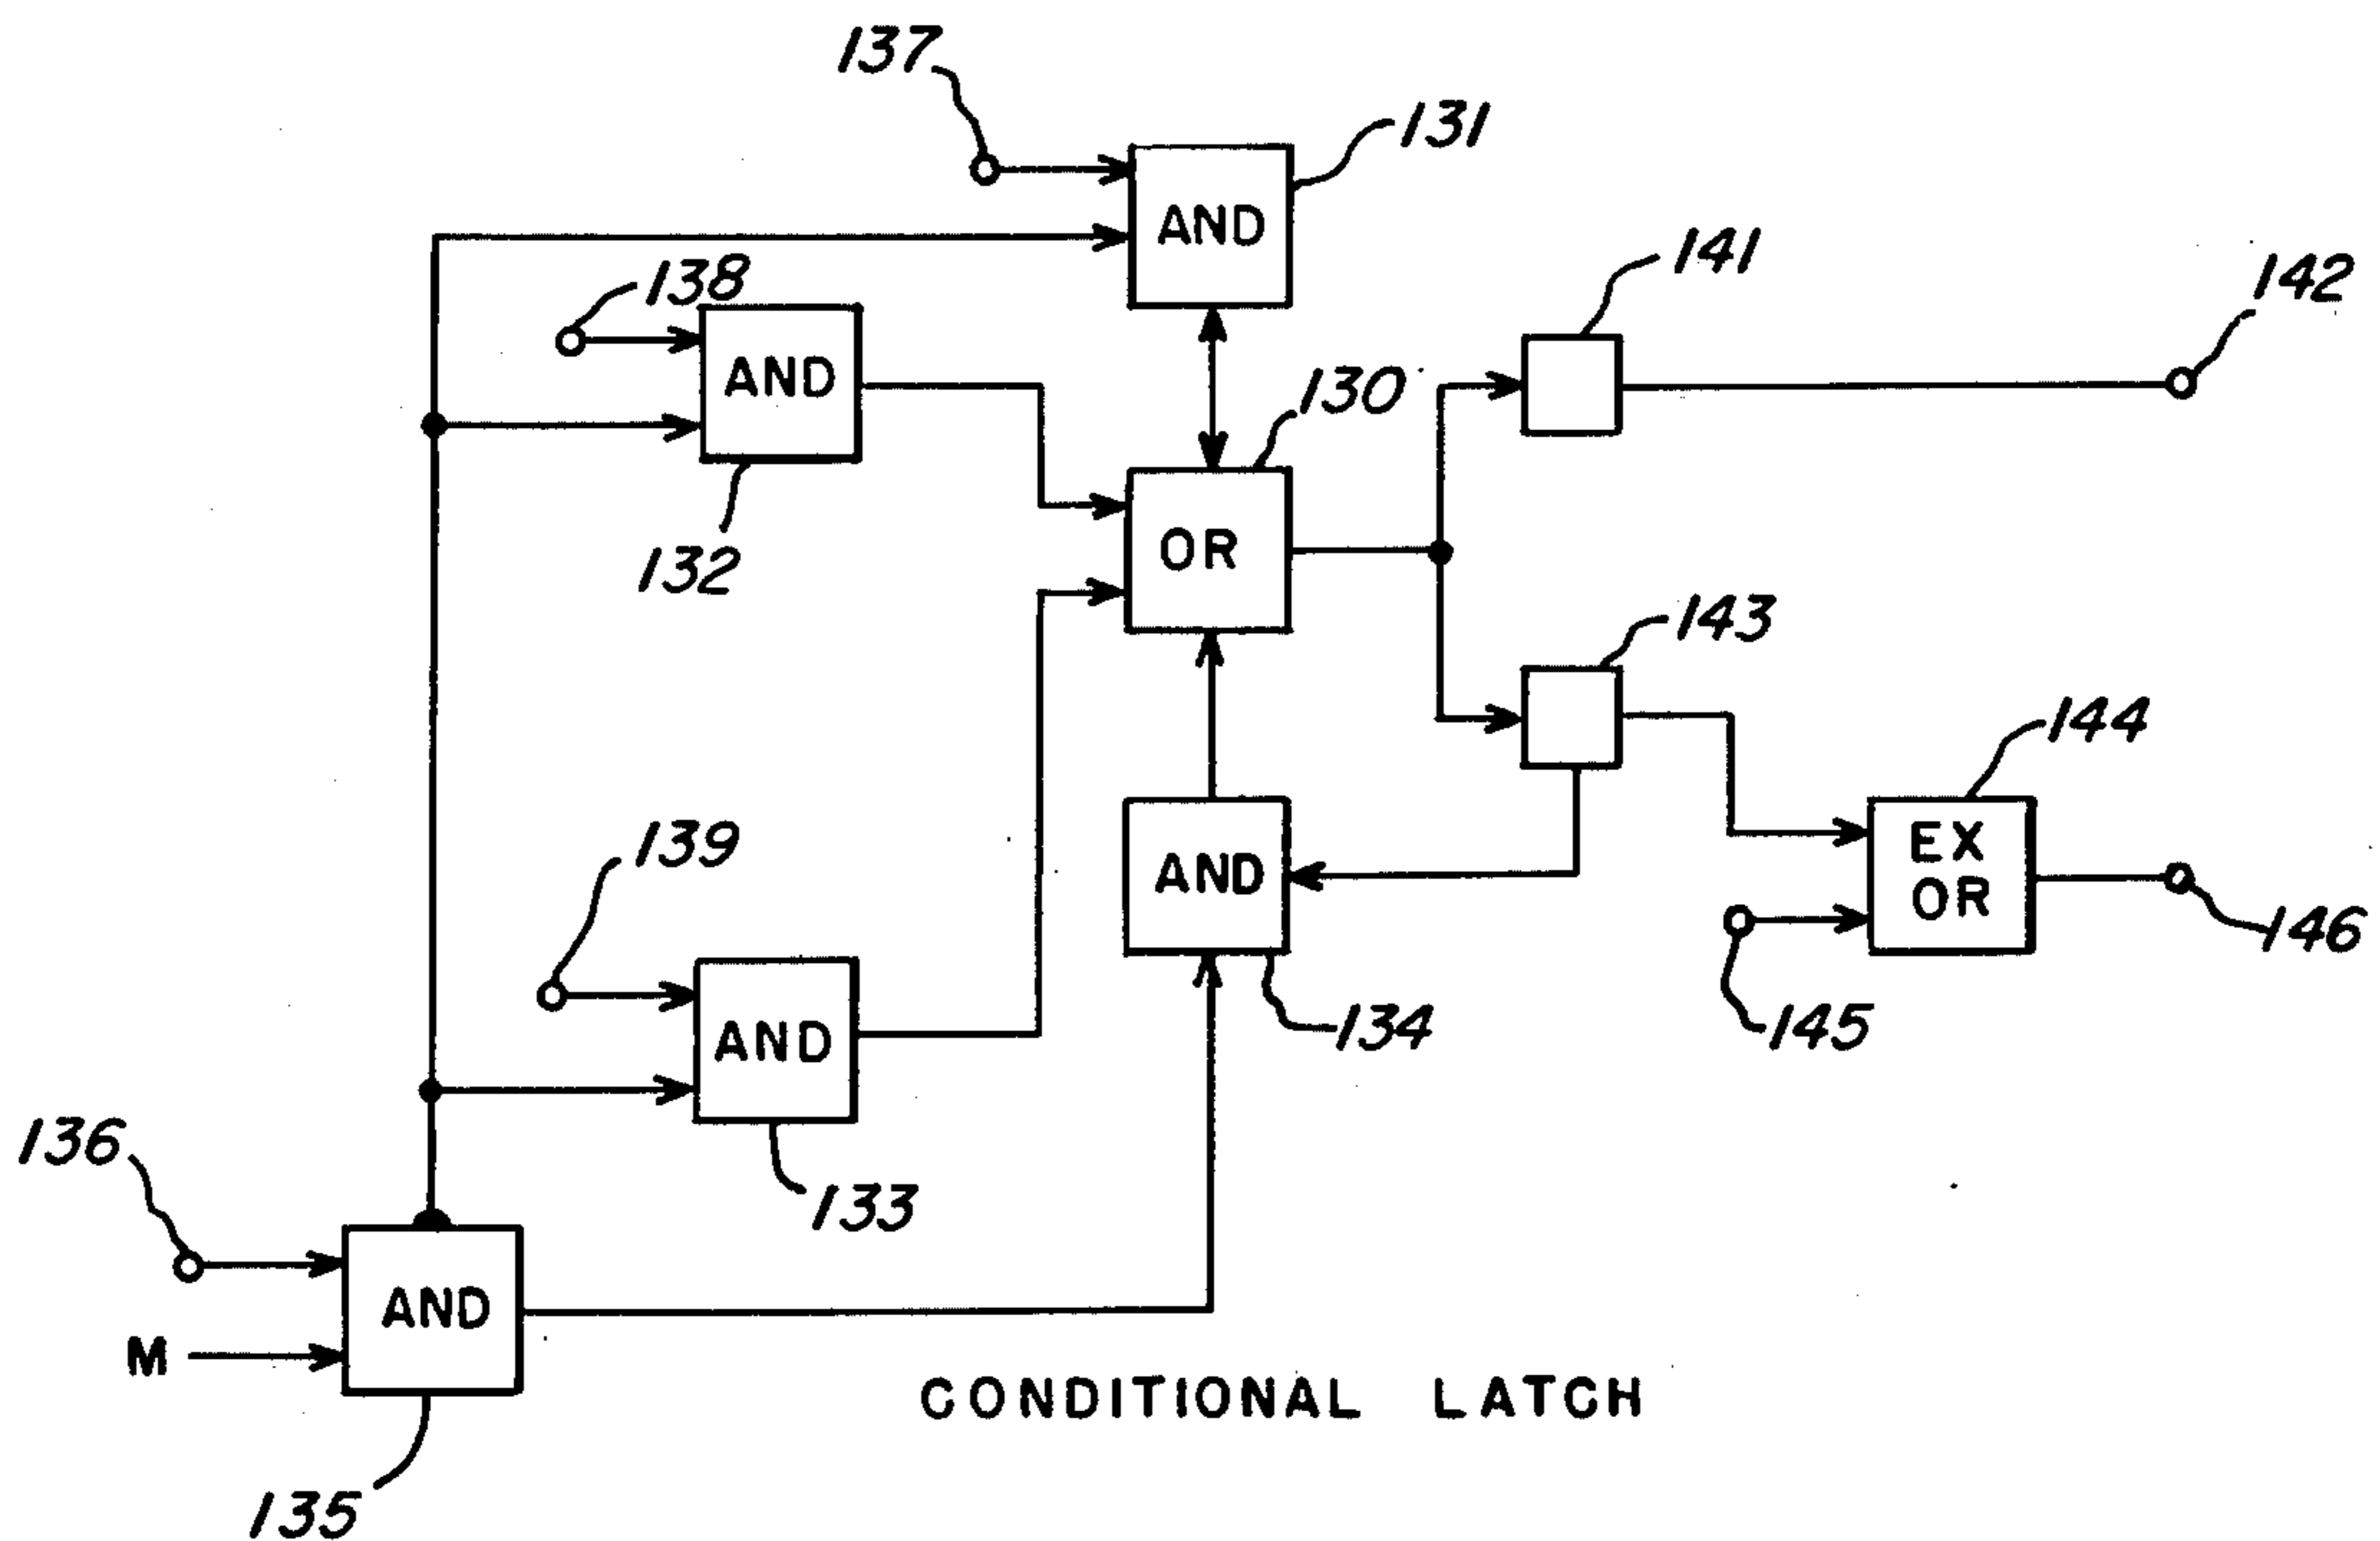 137
131
AND
138
141
142
AND
130
132
OR
143
144
139
EX
OR
AND
146
AND
134
145
136
133
AND
M
CONDITIONAL LATCH
135